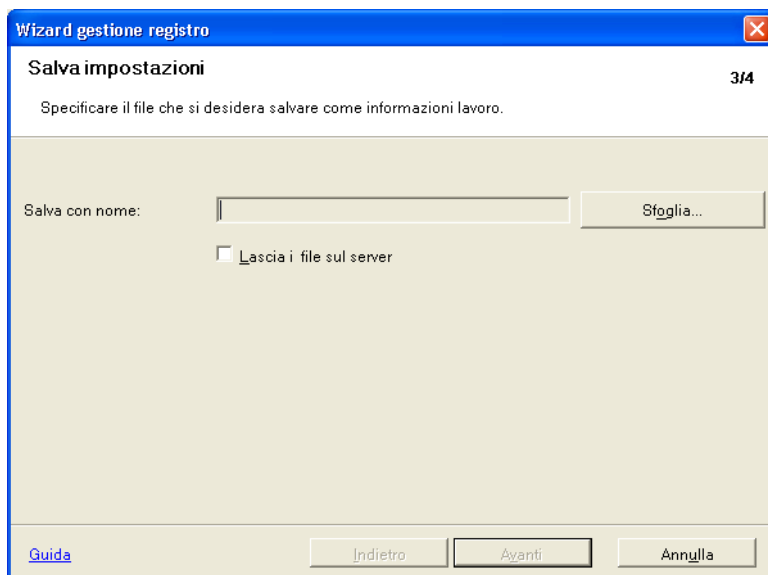 Wizard gestione registro
Salva impostazioni
3/4
Specificare il file che si desidera salvare come informazioni lavoro.
Salva con nome:
Sfoglia...
Lascia i file sul server
Guida
Indietro
Avanti
Annulla